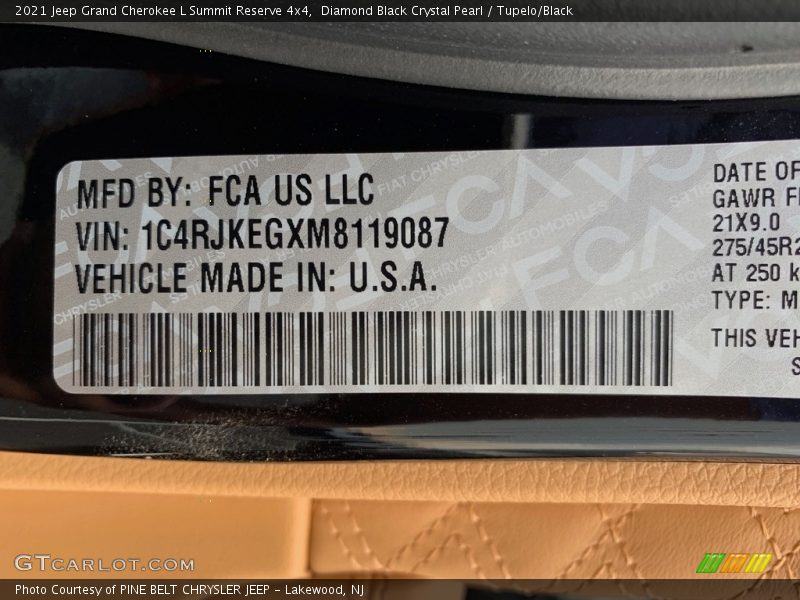 2021 Jeep Grand Cherokee L Summit Reserve 4x4,  Diamond Black Crystal Pearl / Tupelo/Black
MFD BY: FCA US LLC
VIN: 1C4RJKEGXM8119087
VEHICLE MADE IN: U.S.A.
DATE OF
GAWR F
21X9.0
275/45R2
AT 250 k
TYPE: M
THIS VEH
S
GTCARLOT.COM
Photo Courtesy of PINE BELT CHRYSLER JEEP – Lakewood, NJ